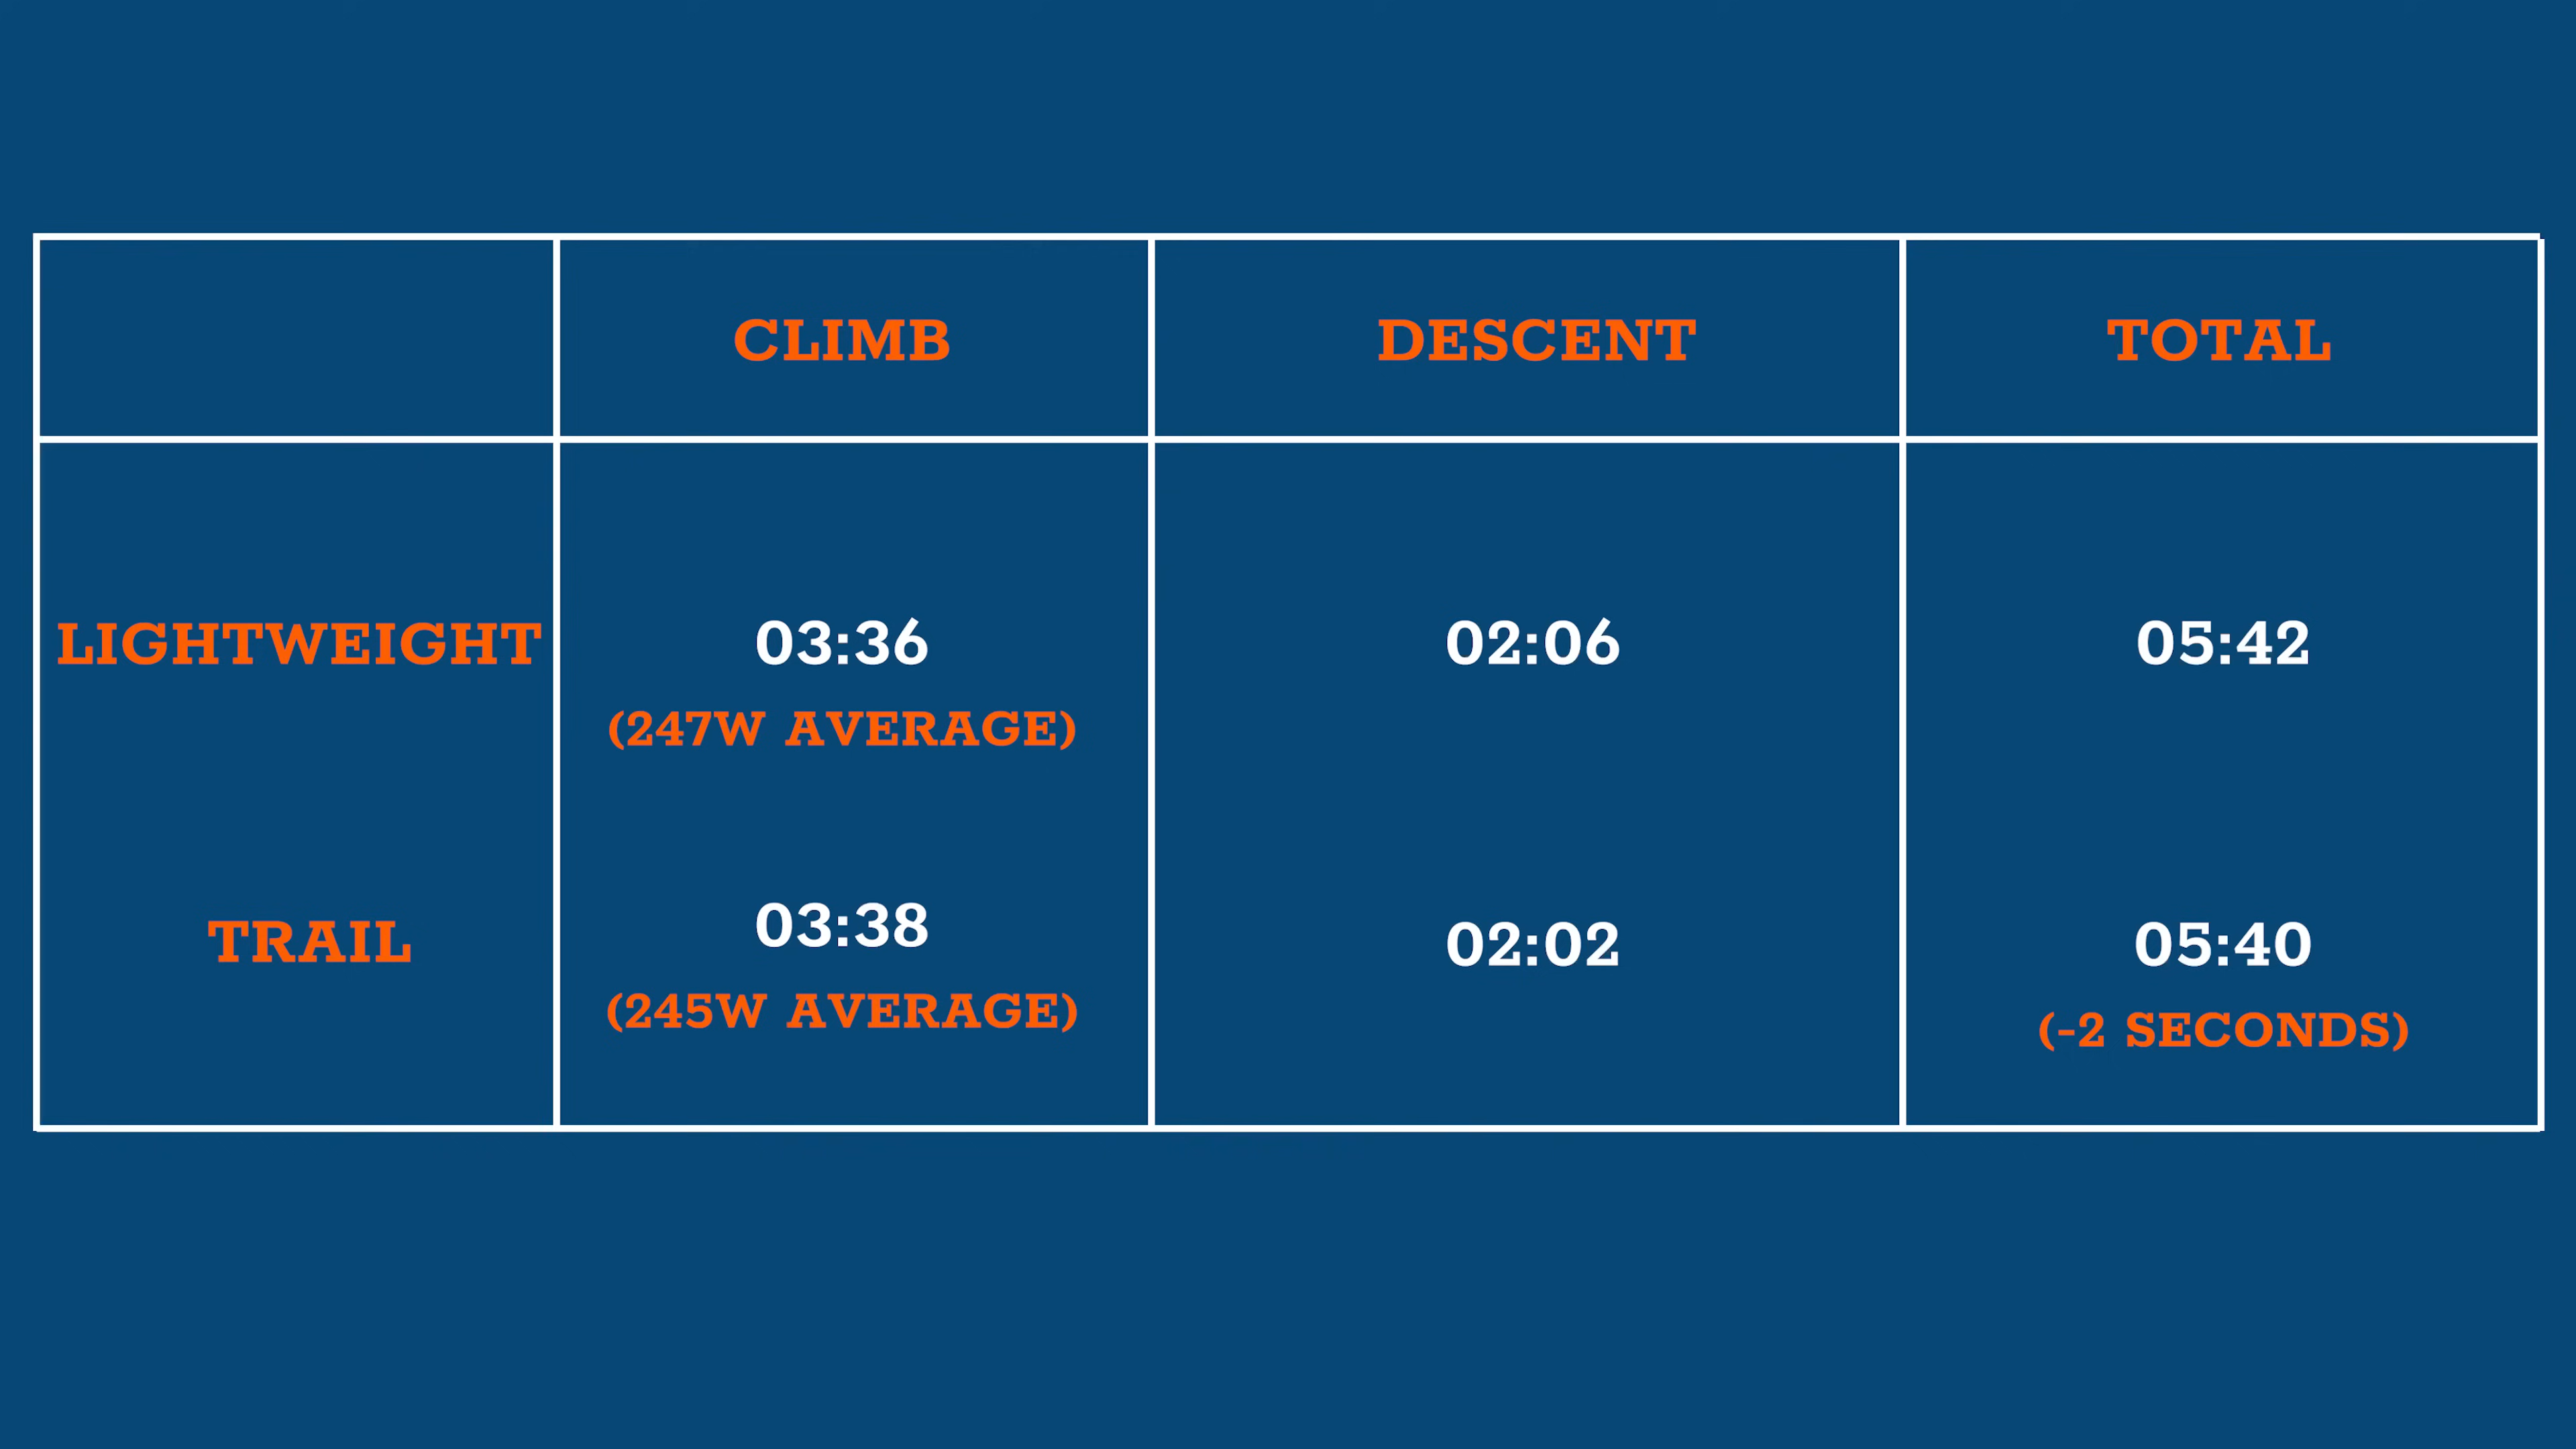 CLIMB DESCENT TOTAL
LIGHTWEIGHT 03:36 02:06 05:42
(247W AVERAGE)
TRAIL 03:38 02:02 05:40
(245W AVERAGE) (-2 SECONDS)